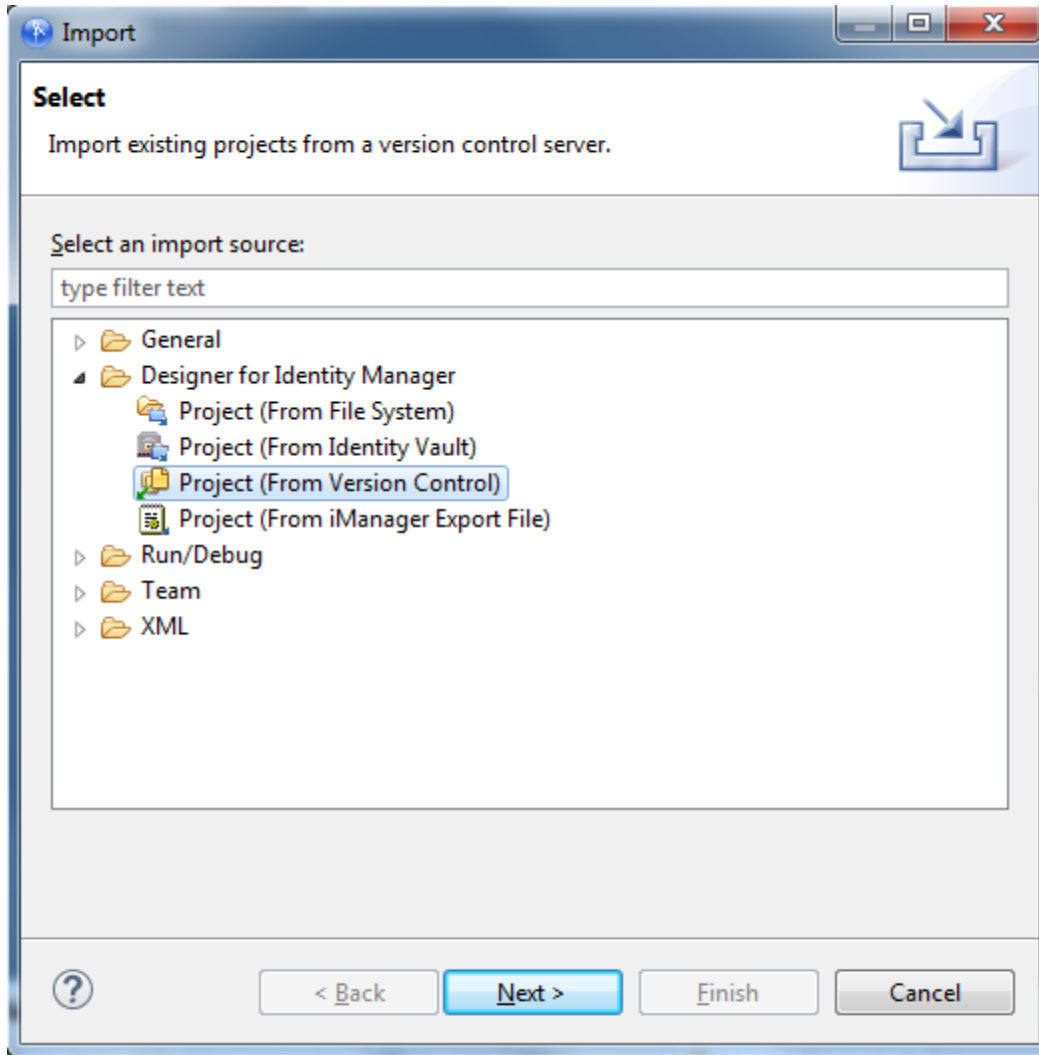 Import
Select
Import existing projects from a version control server.
Select an import source:
type filter text
General
Designer for Identity Manager
Project (From File System)
Project (From Identity Vault)
Project (From Version Control)
Project (From iManager Export File)
Run/Debug
Team
XML
? < Back Next > Finish Cancel